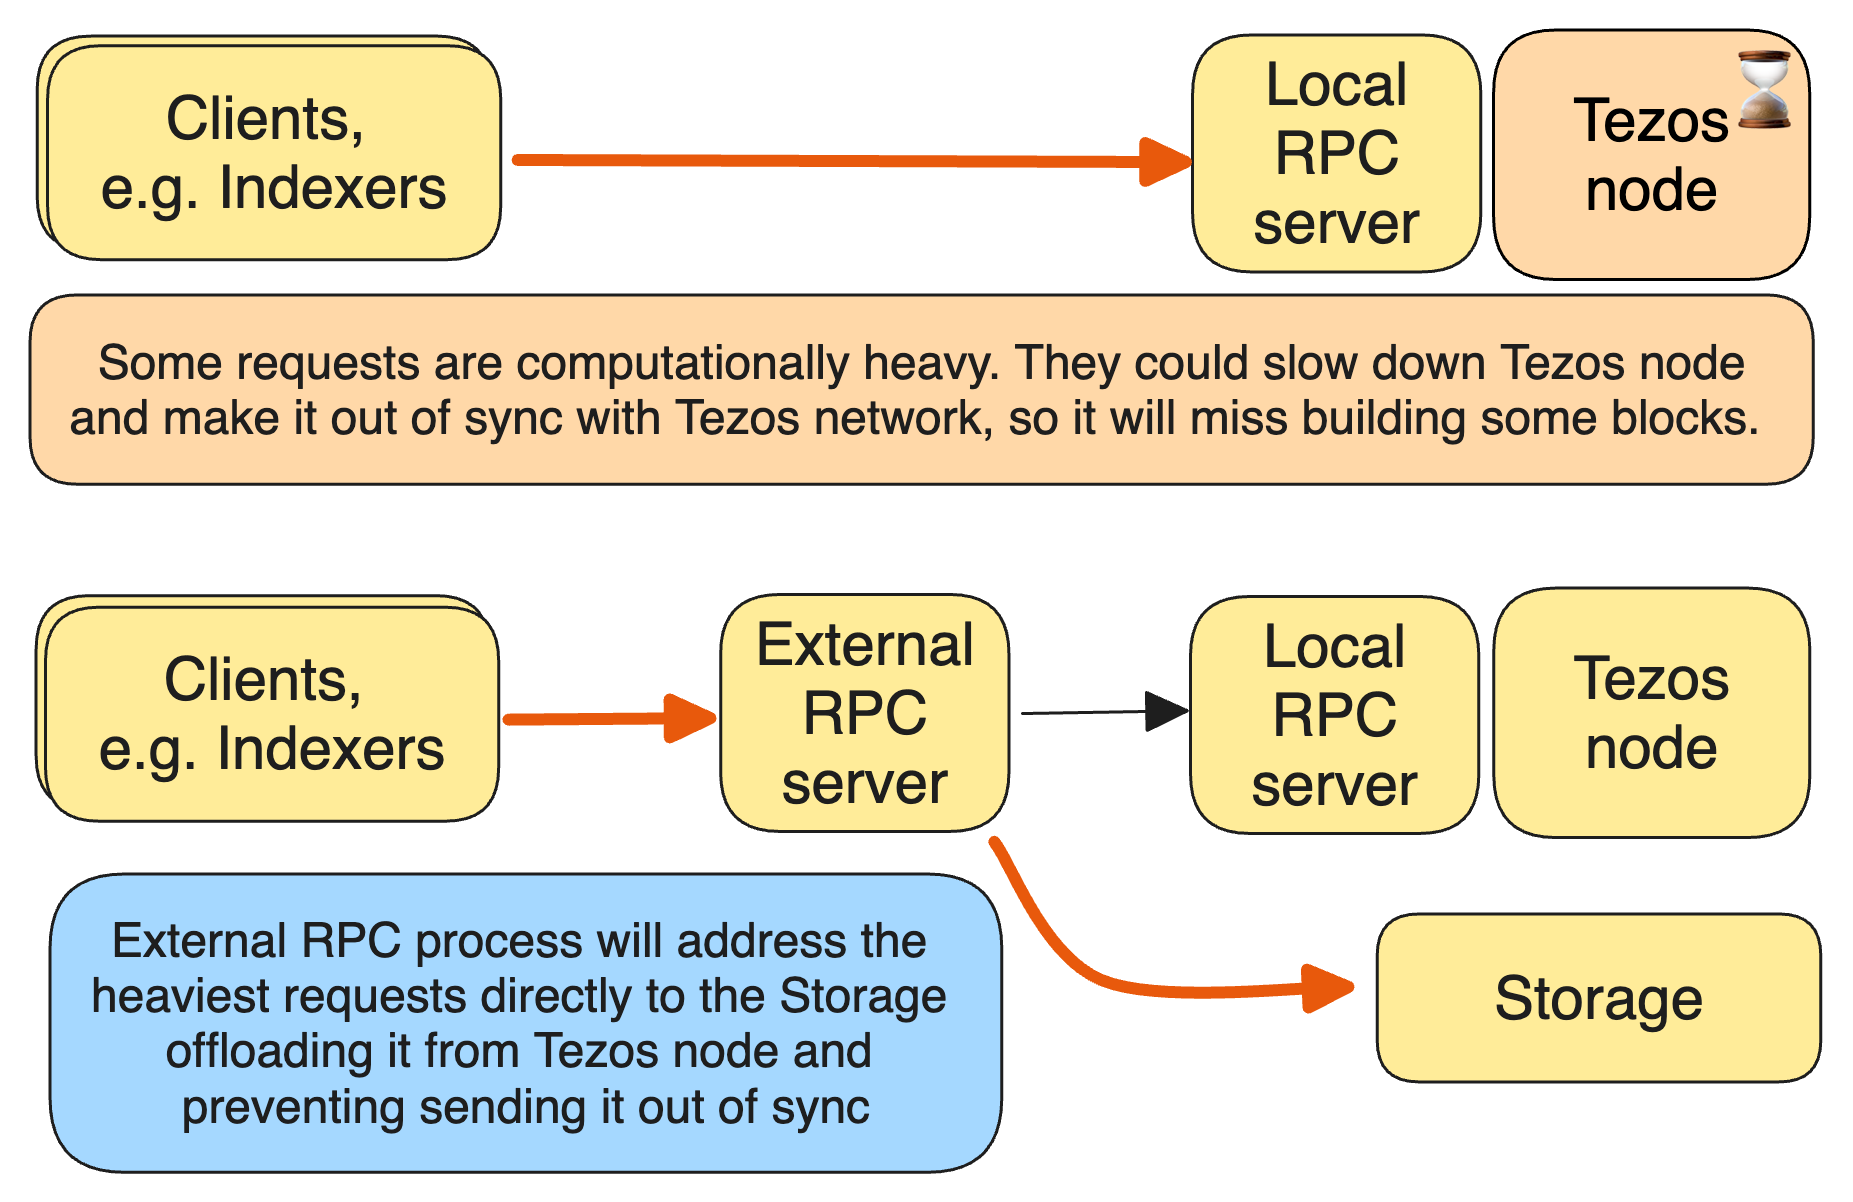 Clients,
e.g. Indexers
Local
RPC
server
Tezos
node
Some requests are computationally heavy. They could slow down Tezos node
and make it out of sync with Tezos network, so it will miss building some blocks.
Clients,
e.g. Indexers
External
RPC
server
Local
RPC
server
Tezos
node
External RPC process will address the
heaviest requests directly to the Storage
offloading it from Tezos node and
preventing sending it out of sync
Storage